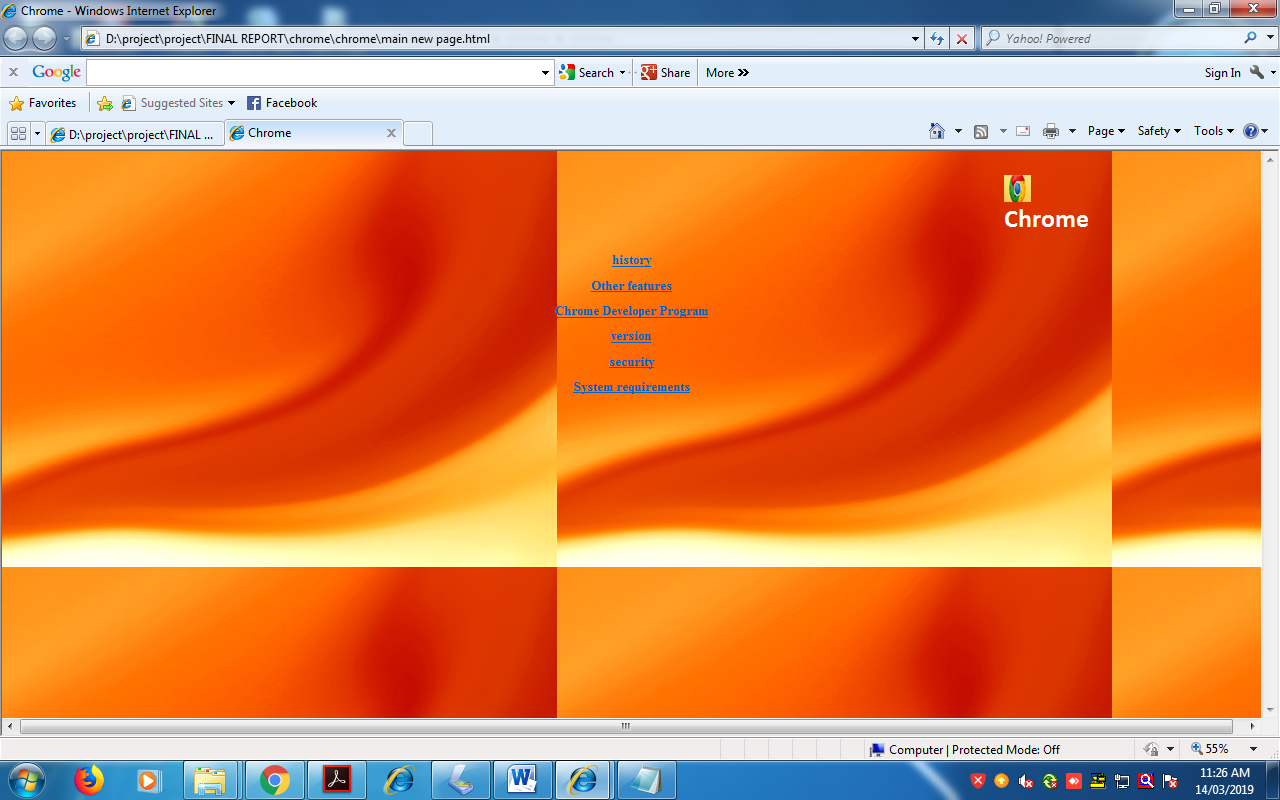 Chrome - Windows Internet Explorer
D:\project\project\FINAL REPORT\chrome\chrome\main new page.html
Yahoo! Powered
x Google Search Share More » Sign In
Favorites Suggested Sites Facebook
D:\project\project\FINAL ... Chrome x Page Safety Tools
Chrome
history
Other features
Chrome Developer Program
version
security
System requirements
Computer | Protected Mode: Off 55%
11:26 AM
14/03/2019